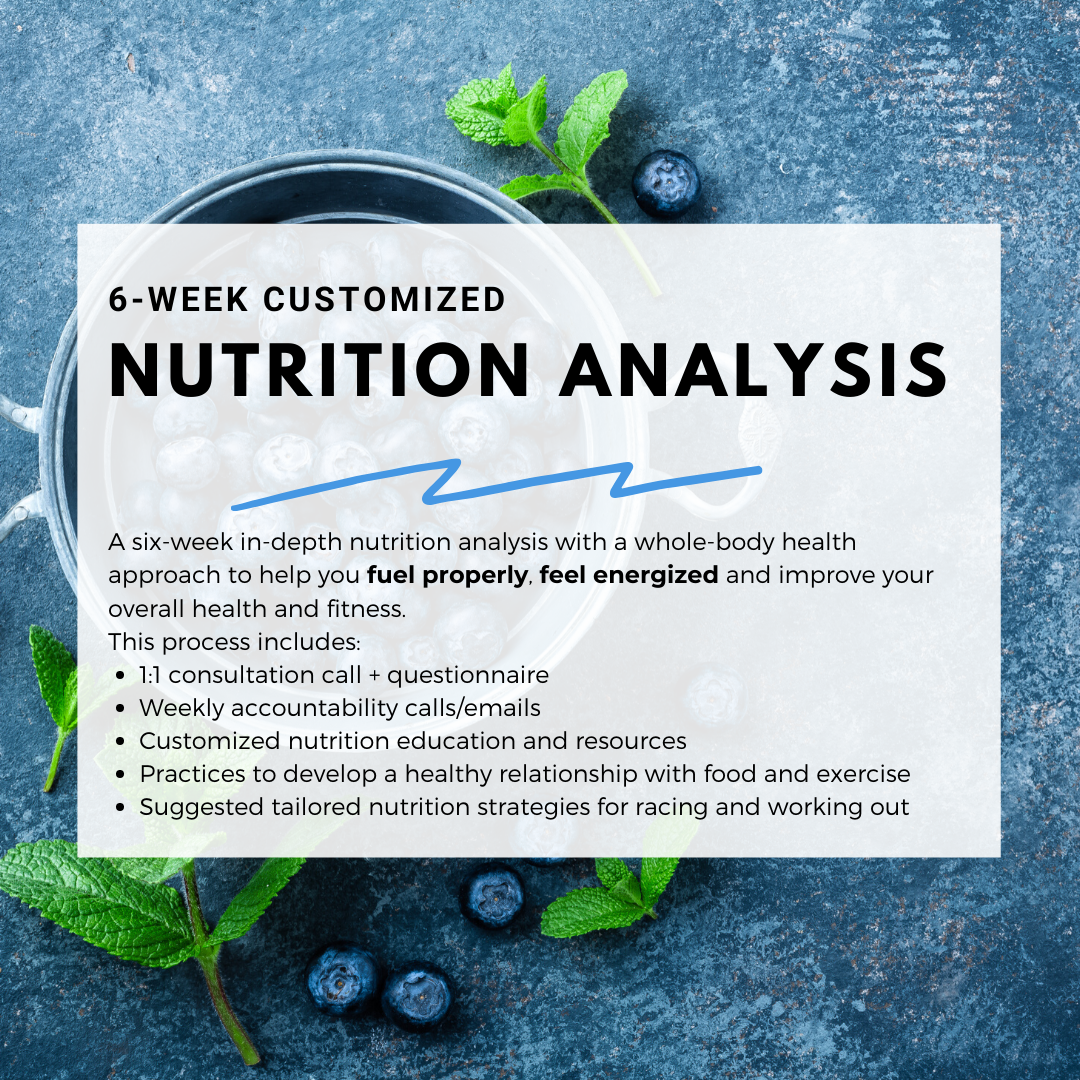 6-WEEK CUSTOMIZED
NUTRITION ANALYSIS
A six-week in-depth nutrition analysis with a whole-body health
approach to help you fuel properly, feel energized and improve your
overall health and fitness.
This process includes:
• 1:1 consultation call + questionnaire
• Weekly accountability calls/emails
• Customized nutrition education and resources
• Practices to develop a healthy relationship with food and exercise
• Suggested tailored nutrition strategies for racing and working out